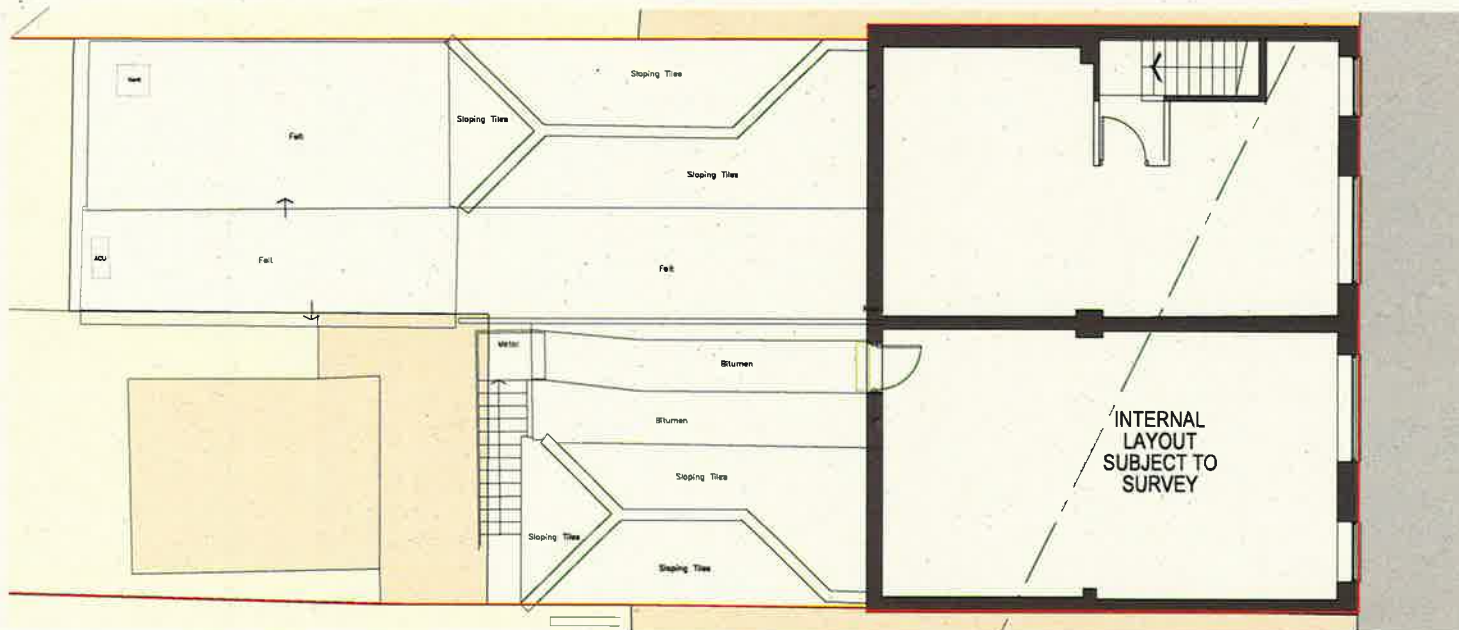 Sloping Tiles
Sloping Tiles
Felt
Sloping Tiles
ACU
Felt
Felt
Metal
Bitumen
Bitumen
INTERNAL
LAYOUT
SUBJECT TO
SURVEY
Sloping Tiles
Sloping Tiles
Sloping Tiles